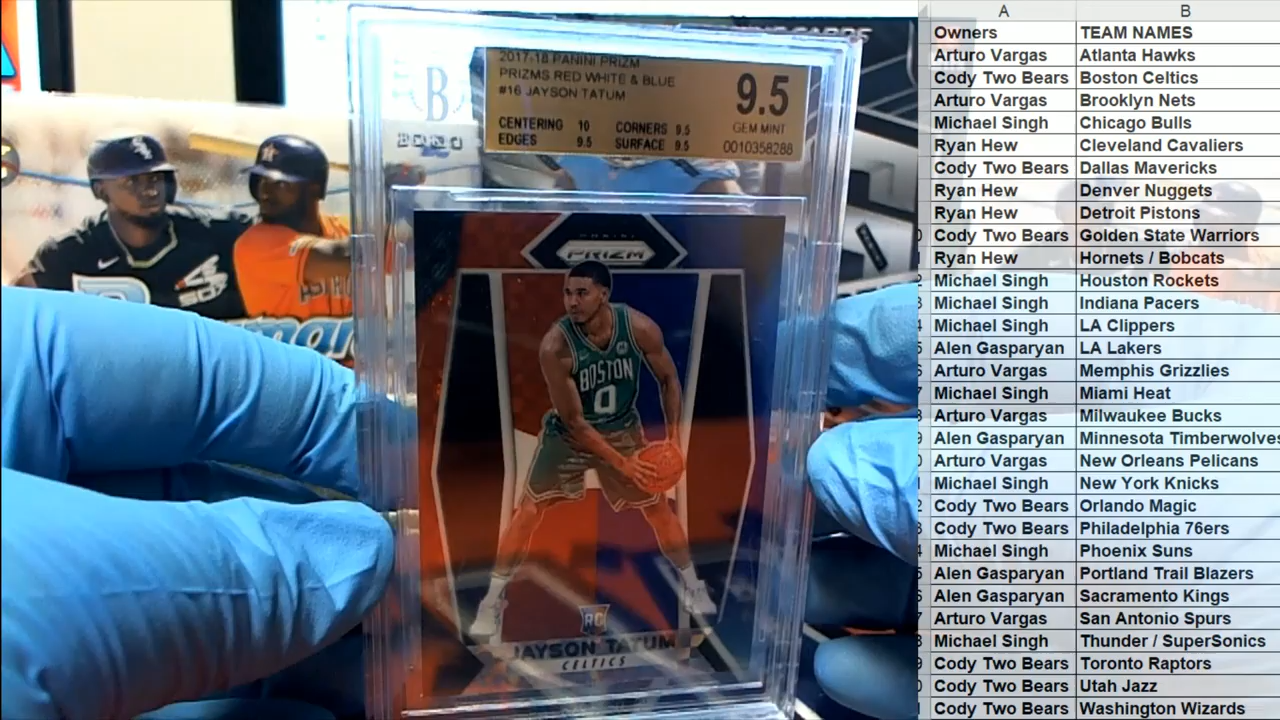 2017-18 PANINI PRIZM
PRIZMS RED WHITE & BLUE
#16 JAYSON TATUM
9.5
GEM MINT
0010358288
CENTERING 10 CORNERS 9.5
EDGES 9.5 SURFACE 9.5
B
PANINI
PRIZM
BOSTON
0
RC
JAYSON TATUM
CELTICS
A B
Owners TEAM NAMES
Arturo Vargas Atlanta Hawks
Cody Two Bears Boston Celtics
Arturo Vargas Brooklyn Nets
Michael Singh Chicago Bulls
Ryan Hew Cleveland Cavaliers
Cody Two Bears Dallas Mavericks
Ryan Hew Denver Nuggets
Ryan Hew Detroit Pistons
Cody Two Bears Golden State Warriors
Ryan Hew Hornets / Bobcats
Michael Singh Houston Rockets
Michael Singh Indiana Pacers
Michael Singh LA Clippers
Alen Gasparyan LA Lakers
Arturo Vargas Memphis Grizzlies
Michael Singh Miami Heat
Arturo Vargas Milwaukee Bucks
Alen Gasparyan Minnesota Timberwolves
Arturo Vargas New Orleans Pelicans
Michael Singh New York Knicks
Cody Two Bears Orlando Magic
Cody Two Bears Philadelphia 76ers
Michael Singh Phoenix Suns
Alen Gasparyan Portland Trail Blazers
Alen Gasparyan Sacramento Kings
Arturo Vargas San Antonio Spurs
Michael Singh Thunder / SuperSonics
Cody Two Bears Toronto Raptors
Cody Two Bears Utah Jazz
Cody Two Bears Washington Wizards